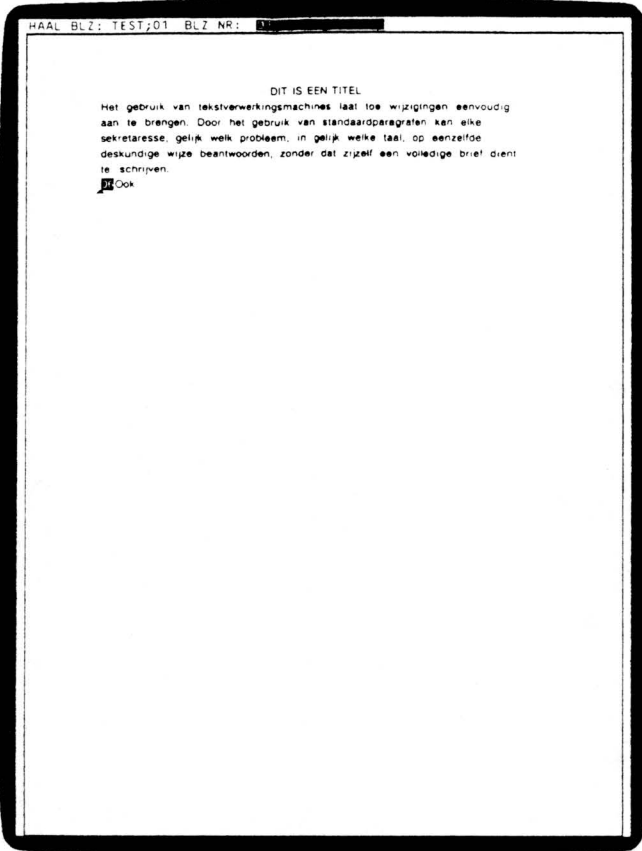 HAAL BLZ: TEST;01 BLZ NR:
DIT IS EEN TITEL
Het gebruik van tekstverwerkingsmachines laat toe wijzigingen eenvoudig
aan te brengen. Door het gebruik van standaardparagrafen kan elke
sekretaresse, gelijk welk probleem, in gelijk welke taal, op eenzelfde
deskundige wijze beantwoorden, zonder dat zijzelf een volledige brief dient
te schrijven.
Ook